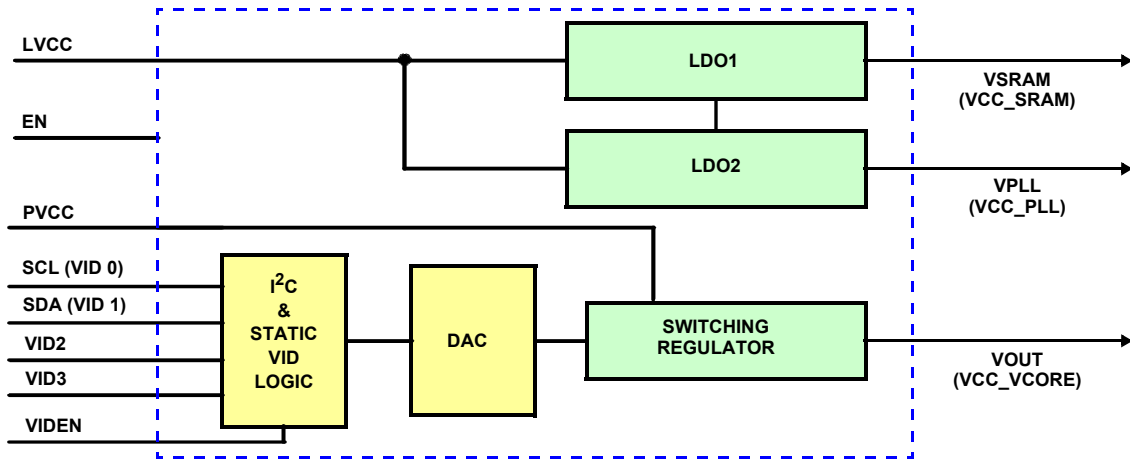 LVCC
LDO1
VSRAM
(VCC_SRAM)
EN
LDO2
VPLL
(VCC_PLL)
PVCC
SCL (VID 0)
SDA (VID 1)
VID2
VID3
VIDEN
I²C
&
STATIC
VID
LOGIC
DAC
SWITCHING
REGULATOR
VOUT
(VCC_VCORE)